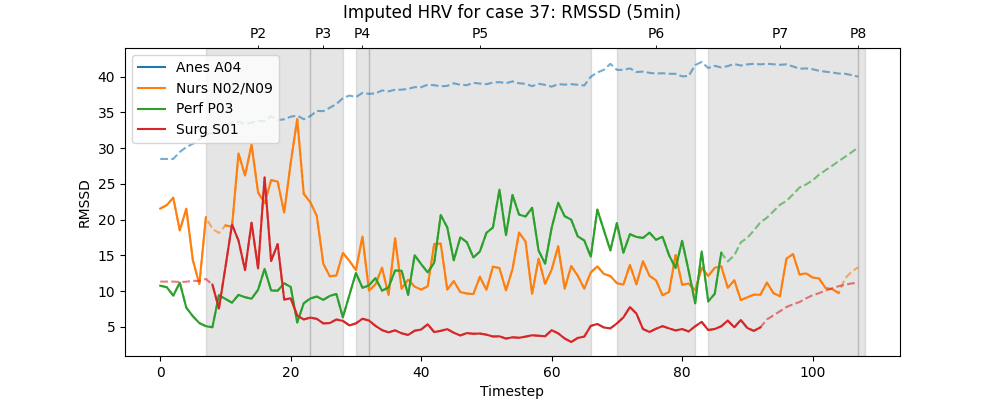 Imputed HRV for case 37: RMSSD (5min)
P2 P3 P4 P5 P6 P7 P8
Anes A04
Nurs N02/N09
Perf P03
Surg S01
RMSSD
40
35
30
25
20
15
10
5
0 20 40 60 80 100
Timestep